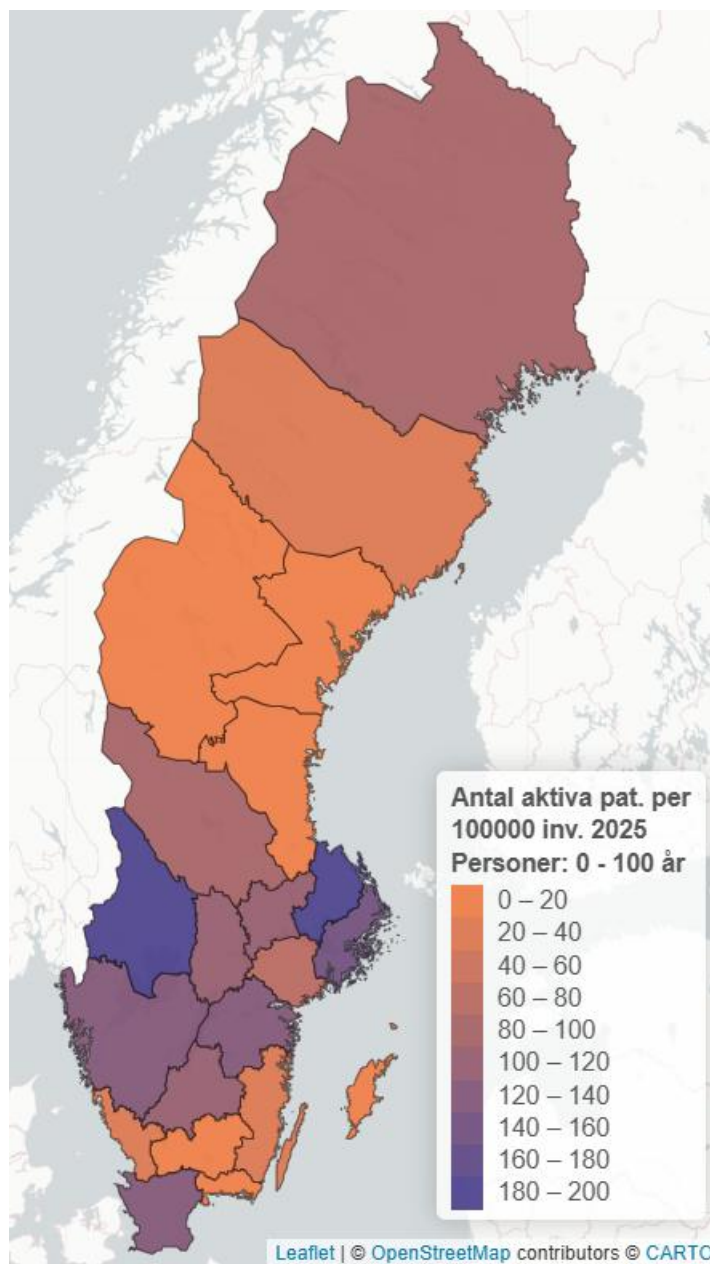 Antal aktiva pat. per
100000 inv. 2025
Personer: 0 - 100 år
0 – 20
20 – 40
40 – 60
60 – 80
80 – 100
100 – 120
120 – 140
140 – 160
160 – 180
180 – 200
Leaflet | © OpenStreetMap contributors © CARTO